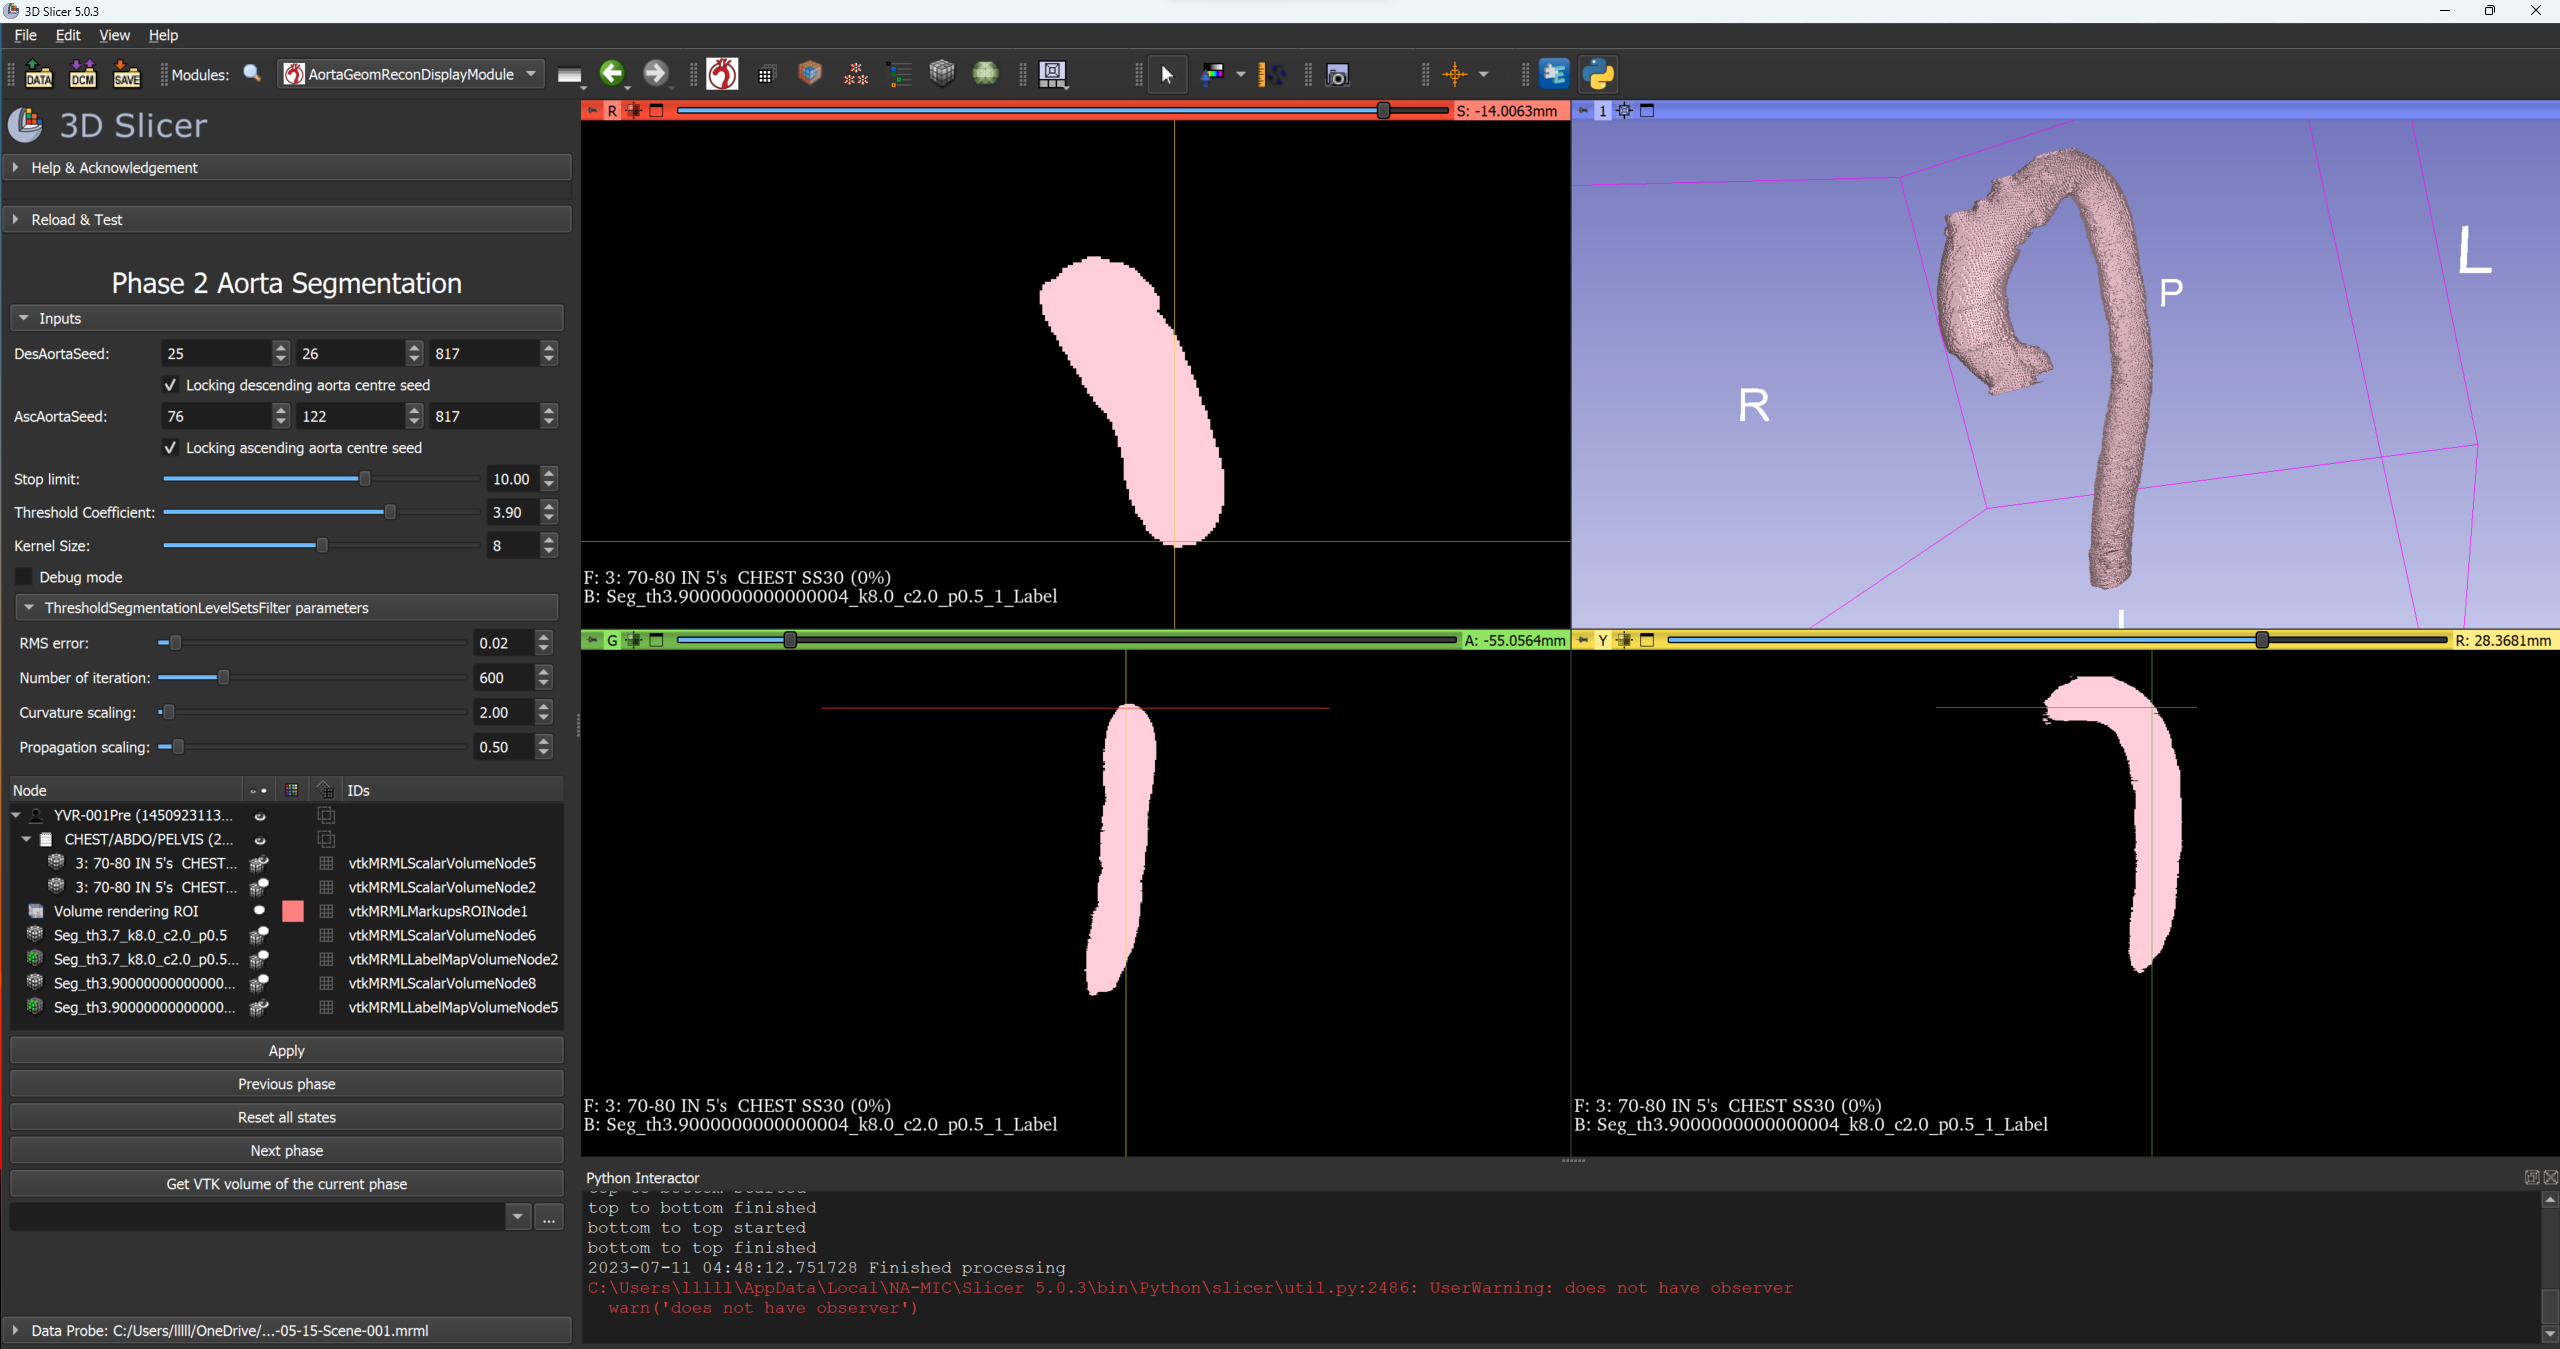 3D Slicer 5.0.3
File Edit View Help
DATA DCM SAVE Modules: AortaGeomReconDisplayModule
3D Slicer
Help & Acknowledgement
Reload & Test
Phase 2 Aorta Segmentation
Inputs
DesAortaSeed: 25 26 817
Locking descending aorta centre seed
AscAortaSeed: 76 122 817
Locking ascending aorta centre seed
Stop limit: 10.00
Threshold Coefficient: 3.90
Kernel Size: 8
Debug mode
ThresholdSegmentationLevelSetsFilter parameters
RMS error: 0.02
Number of iteration: 600
Curvature scaling: 2.00
Propagation scaling: 0.50
Node IDs
YVR-001Pre (1450923113...
CHEST/ABDO/PELVIS (2...
3: 70-80 IN 5's CHEST... vtkMRMLScalarVolumeNode5
3: 70-80 IN 5's CHEST... vtkMRMLScalarVolumeNode2
Volume rendering ROI vtkMRMLMarkupsROINode1
Seg_th3.7_k8.0_c2.0_p0.5 vtkMRMLScalarVolumeNode6
Seg_th3.7_k8.0_c2.0_p0.5... vtkMRMLLabelMapVolumeNode2
Seg_th3.90000000000000... vtkMRMLScalarVolumeNode8
Seg_th3.90000000000000... vtkMRMLLabelMapVolumeNode5
Apply
Previous phase
Reset all states
Next phase
Get VTK volume of the current phase
...
Data Probe: C:/Users/lllll/OneDrive/...-05-15-Scene-001.mrml
R S: -14.0063mm
F: 3: 70-80 IN 5's CHEST SS30 (0%)
B: Seg_th3.9000000000000004_k8.0_c2.0_p0.5_1_Label
1
L
P
R
I
G A: -55.0564mm
F: 3: 70-80 IN 5's CHEST SS30 (0%)
B: Seg_th3.9000000000000004_k8.0_c2.0_p0.5_1_Label
Y R: 28.3681mm
F: 3: 70-80 IN 5's CHEST SS30 (0%)
B: Seg_th3.9000000000000004_k8.0_c2.0_p0.5_1_Label
Python Interactor
top to bottom started
top to bottom finished
bottom to top started
bottom to top finished
2023-07-11 04:48:12.751728 Finished processing
C:\Users\lllll\AppData\Local\NA-MIC\Slicer 5.0.3\bin\Python\slicer\util.py:2486: UserWarning: does not have observer
warn('does not have observer')